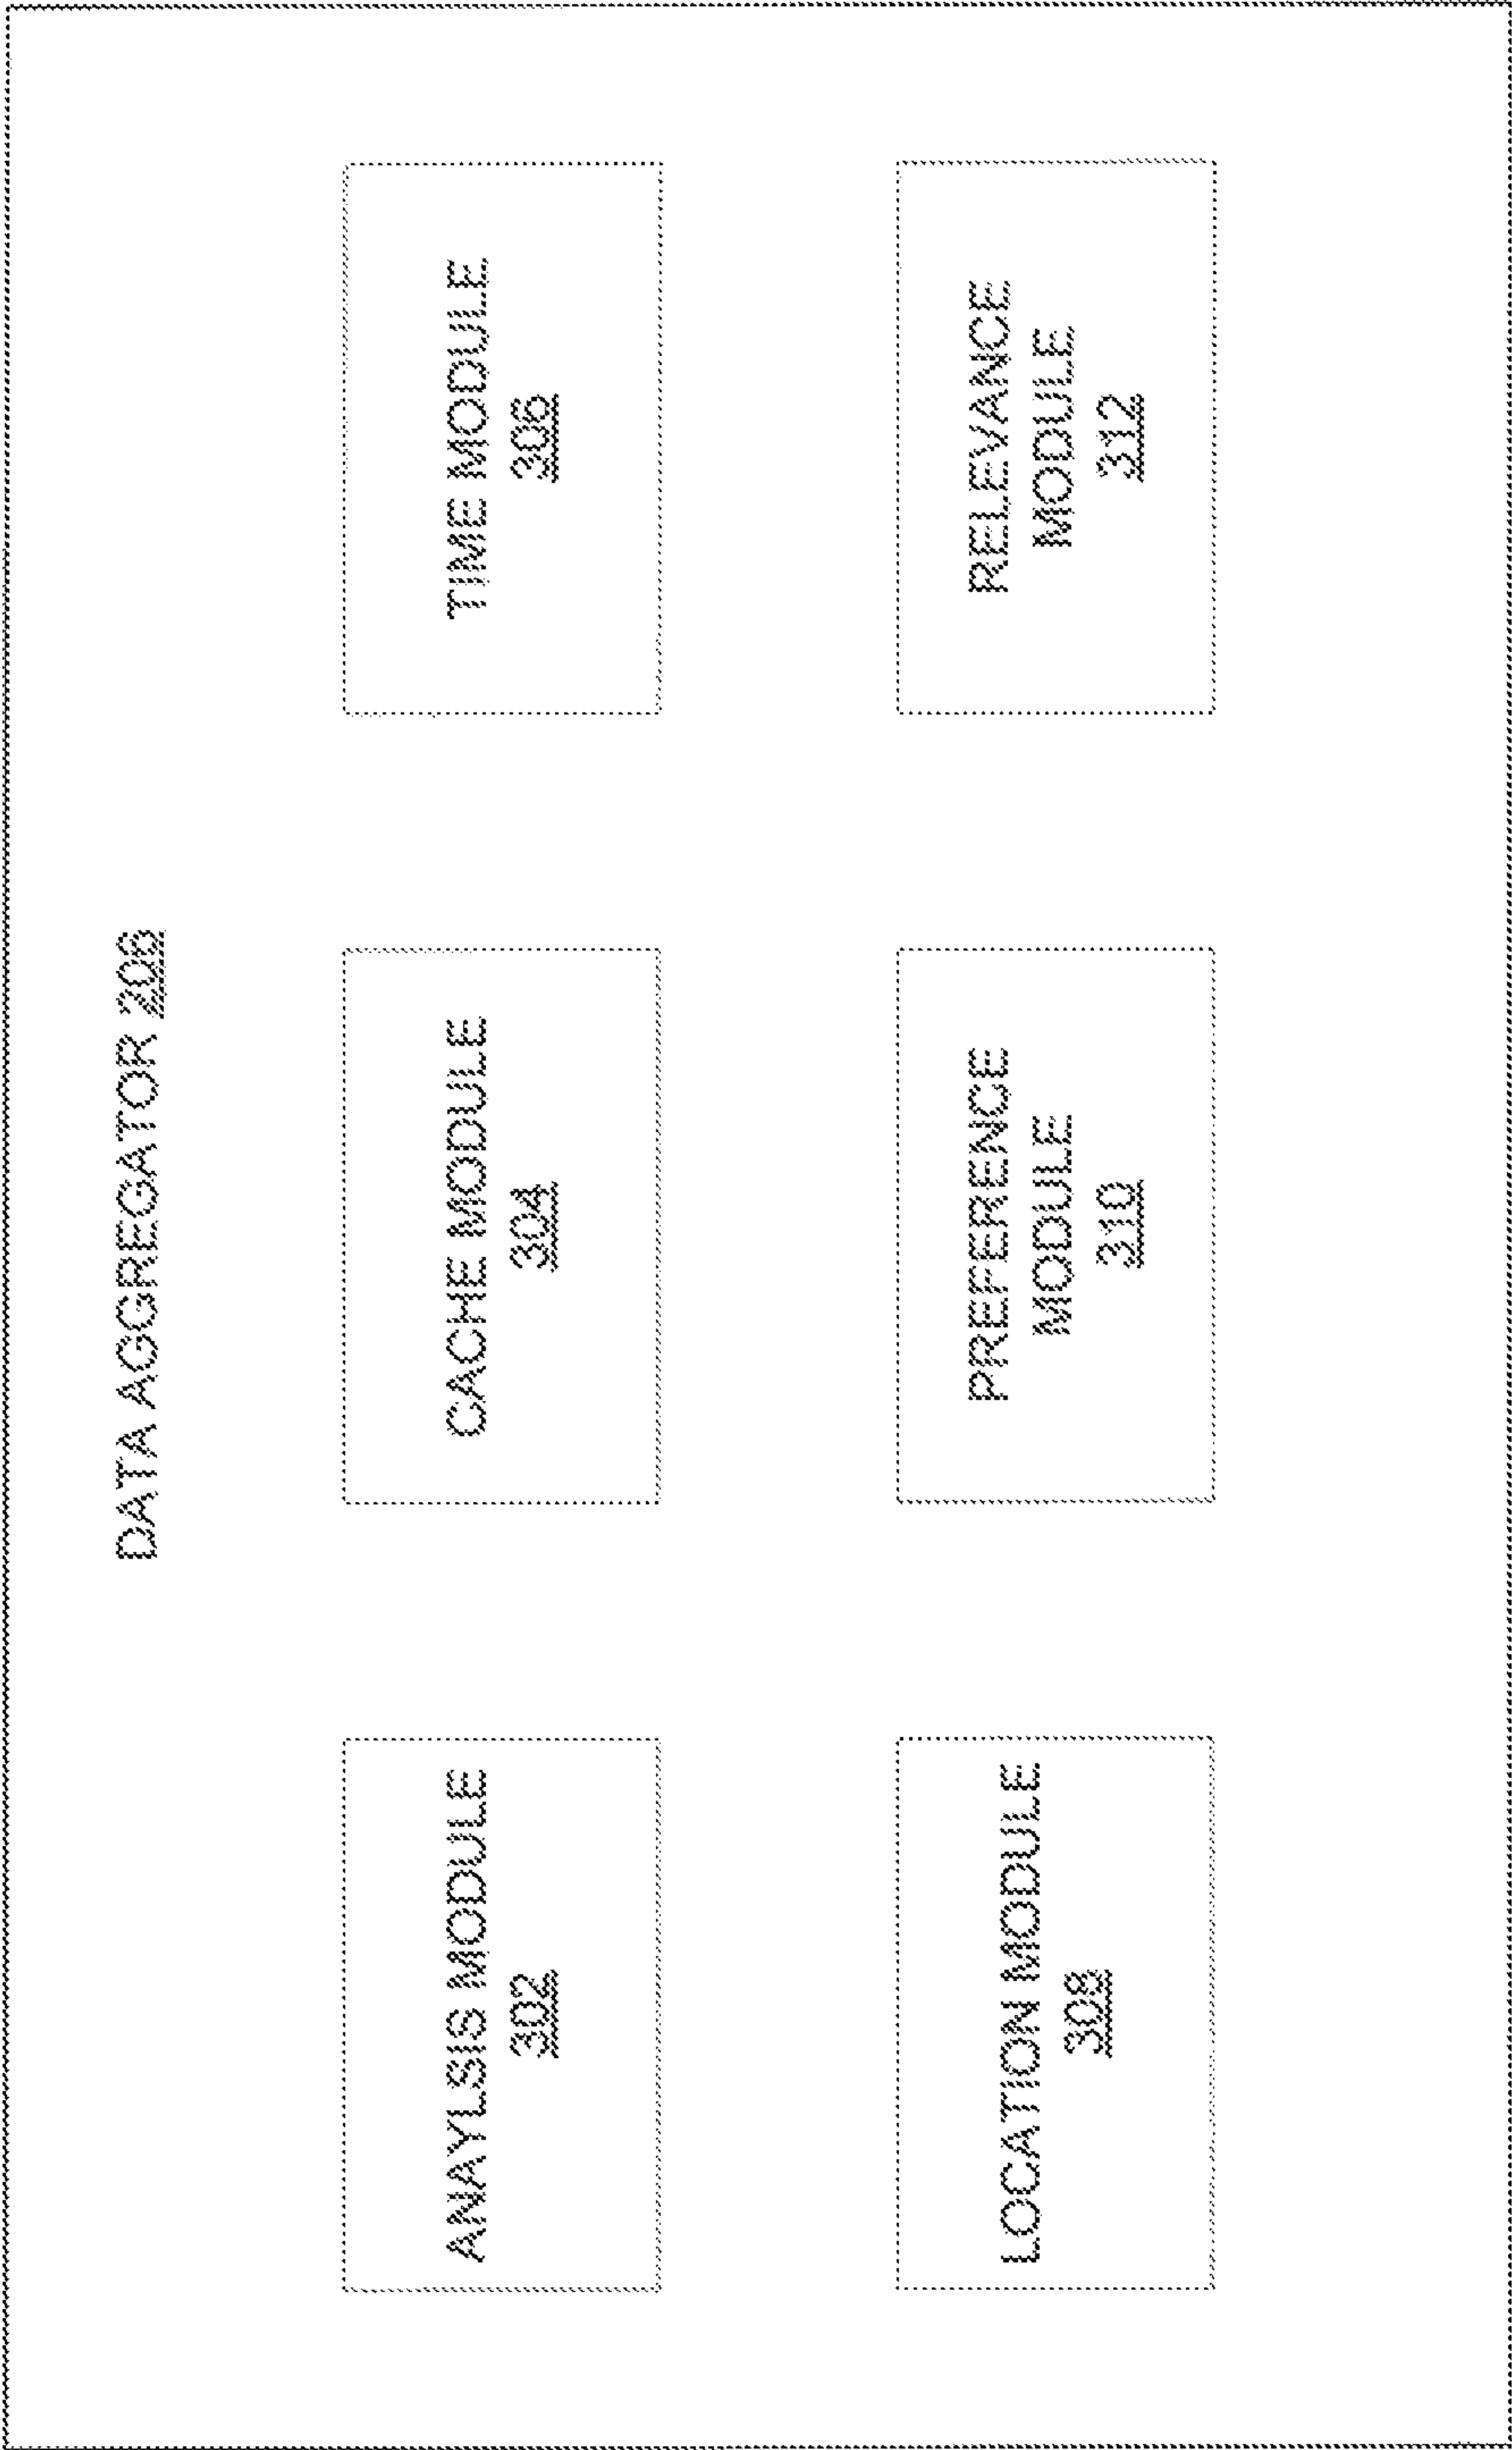 DATA AGGREGATOR 206
ANAYLSIS MODULE
302
CACHE MODULE
304
TIME MODULE
306
LOCATION MODULE
308
PREFERENCE
MODULE
310
RELEVANCE
MODULE
312